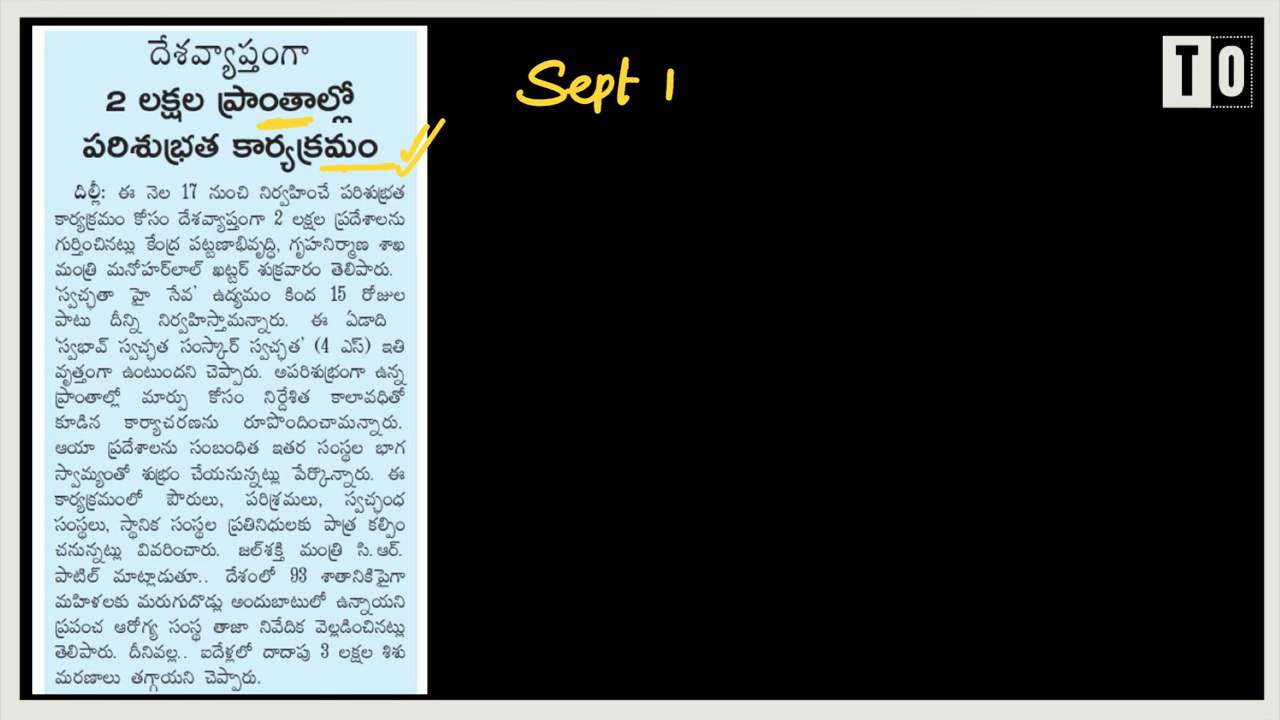 దేశవ్యాప్తంగా
2 లక్షల ప్రాంతాల్లో
పరిశుభ్రత కార్యక్రమం
దిల్లీ: ఈ నెల 17 నుంచి నిర్వహించే పరిశుభ్రత
కార్యక్రమం కోసం దేశవ్యాప్తంగా 2 లక్షల ప్రదేశాలను
గుర్తించినట్లు కేంద్ర పట్టణాభివృద్ధి, గృహనిర్మాణ శాఖ
మంత్రి మనోహర్‌లాల్ ఖట్టర్ శుక్రవారం తెలిపారు.
'స్వచ్ఛతా హై సేవ' ఉద్యమం కింద 15 రోజుల
పాటు దీన్ని నిర్వహిస్తామన్నారు. ఈ ఏడాది
'స్వభావ్ స్వచ్ఛత సంస్కార్ స్వచ్ఛత' (4 ఎస్) ఇతి
వృత్తంగా ఉంటుందని చెప్పారు. అపరిశుభ్రంగా ఉన్న
ప్రాంతాల్లో మార్పు కోసం నిర్దేశిత కాలావధితో
కూడిన కార్యాచరణను రూపొందించామన్నారు.
ఆయా ప్రదేశాలను సంబంధిత ఇతర సంస్థల భాగ
స్వామ్యంతో శుభ్రం చేయనున్నట్లు పేర్కొన్నారు. ఈ
కార్యక్రమంలో పౌరులు, పరిశ్రమలు, స్వచ్ఛంధ
సంస్థలు, స్థానిక సంస్థల ప్రతినిధులకు పాత్ర కల్పిం
చనున్నట్లు వివరించారు. జల్‌శక్తి మంత్రి సి.ఆర్.
పాటిల్ మాట్లాడుతూ.. దేశంలో 93 శాతానికిపైగా
మహిళలకు మరుగుదొడ్లు అందుబాటులో ఉన్నాయని
ప్రపంచ ఆరోగ్య సంస్థ తాజా నివేదిక వెల్లడించినట్లు
తెలిపారు. దీనివల్ల.. ఐదేళ్లలో దాదాపు 3 లక్షల శిశు
మరణాలు తగ్గాయని చెప్పారు.
Sept 1
TO